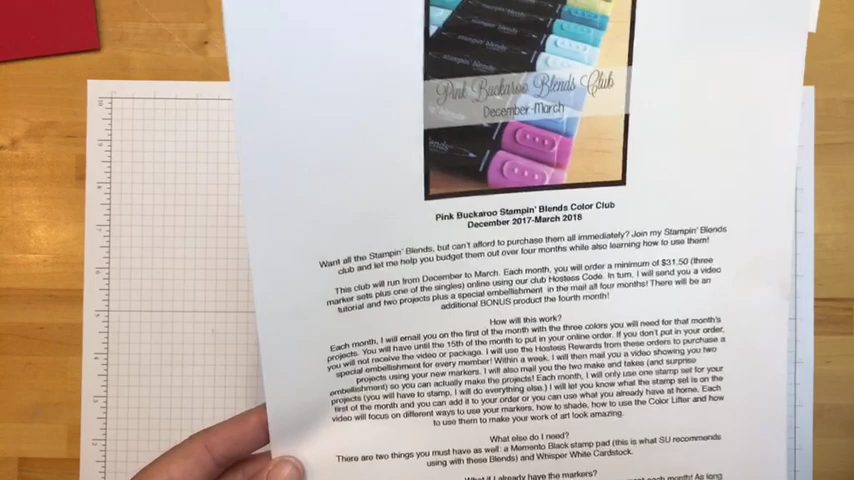 Pink Buckaroo Blends Club
December-March
Pink Buckaroo Stampin' Blends Color Club
December 2017-March 2018
Want all the Stampin' Blends, but can't afford to purchase them all immediately? Join my Stampin' Blends
club and let me help you budget them out over four months while also learning how to use them!
This club will run from December to March. Each month, you will order a minimum of $31.50 (three
marker sets plus one of the singles) online using our club Hostess Code. In turn, I will send you a video
tutorial and two projects plus a special embellishment in the mail all four months! There will be an
additional BONUS product the fourth month!
How will this work?
Each month, I will email you on the first of the month with the three colors you will need for that month's
projects. You will have until the 15th of the month to put in your online order. If you don't put in your order,
you will not receive the video or package. I will use the Hostess Rewards from these orders to purchase a
special embellishment for every member! Within a week, I will then mail you a video showing you two
projects using your new markers. I will also mail you the two make and takes (and surprise
embellishment) so you can actually make the projects! Each month, I will only use one stamp set for your
projects (you will have to stamp, I will do everything else.) I will let you know what the stamp set is on the
first of the month and you can add it to your order or you can use what you already have at home. Each
video will focus on different ways to use your markers, how to shade, how to use the Color Lifter and how
to use them to make your work of art look amazing.
What else do I need?
There are two things you must have as well: a Memento Black stamp pad (this is what SU recommends
using with these Blends) and Whisper White Cardstock.
What if I already have the markers?
each month! As long